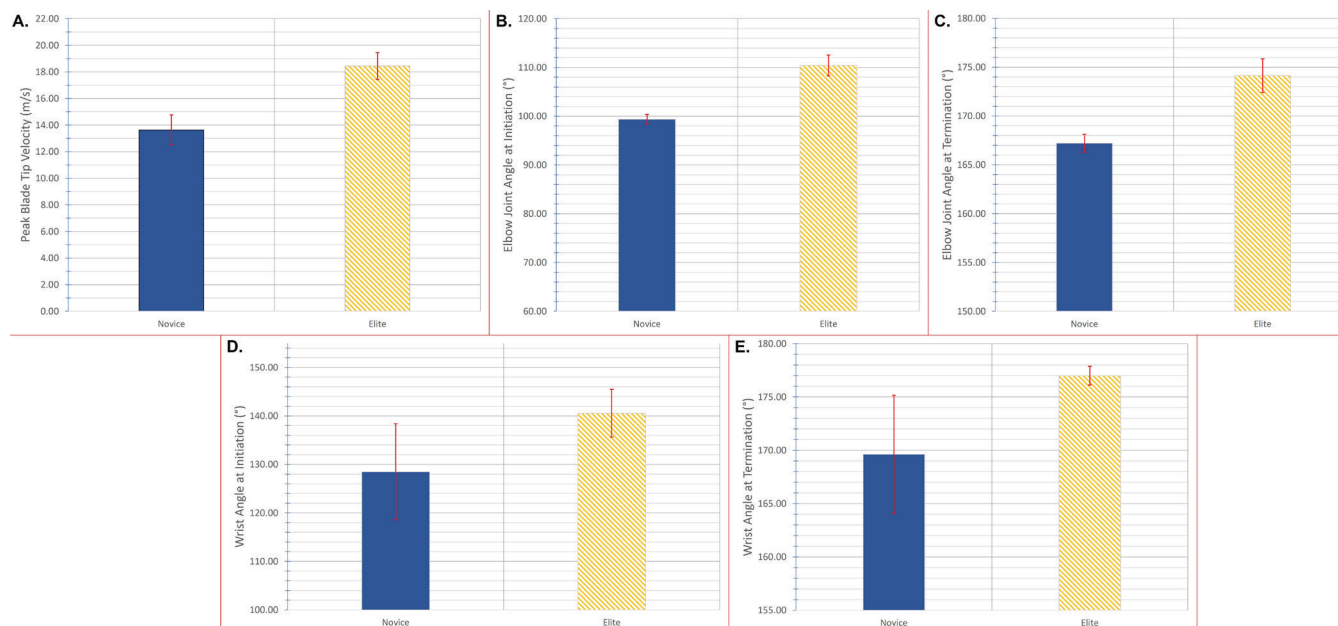 A.
Peak Blade Tip Velocity (m/s)
22.00
20.00
18.00
16.00
14.00
12.00
10.00
8.00
6.00
4.00
2.00
0.00
Novice
Elite
B.
Elbow Joint Angle at Initiation (°)
120.00
110.00
100.00
90.00
80.00
70.00
60.00
Novice
Elite
C.
Elbow Joint Angle at Termination (°)
180.00
175.00
170.00
165.00
160.00
155.00
150.00
Novice
Elite
D.
Wrist Angle at Initiation (°)
150.00
140.00
130.00
120.00
110.00
100.00
Novice
Elite
E.
Wrist Angle at Termination (°)
180.00
175.00
170.00
165.00
160.00
155.00
Novice
Elite